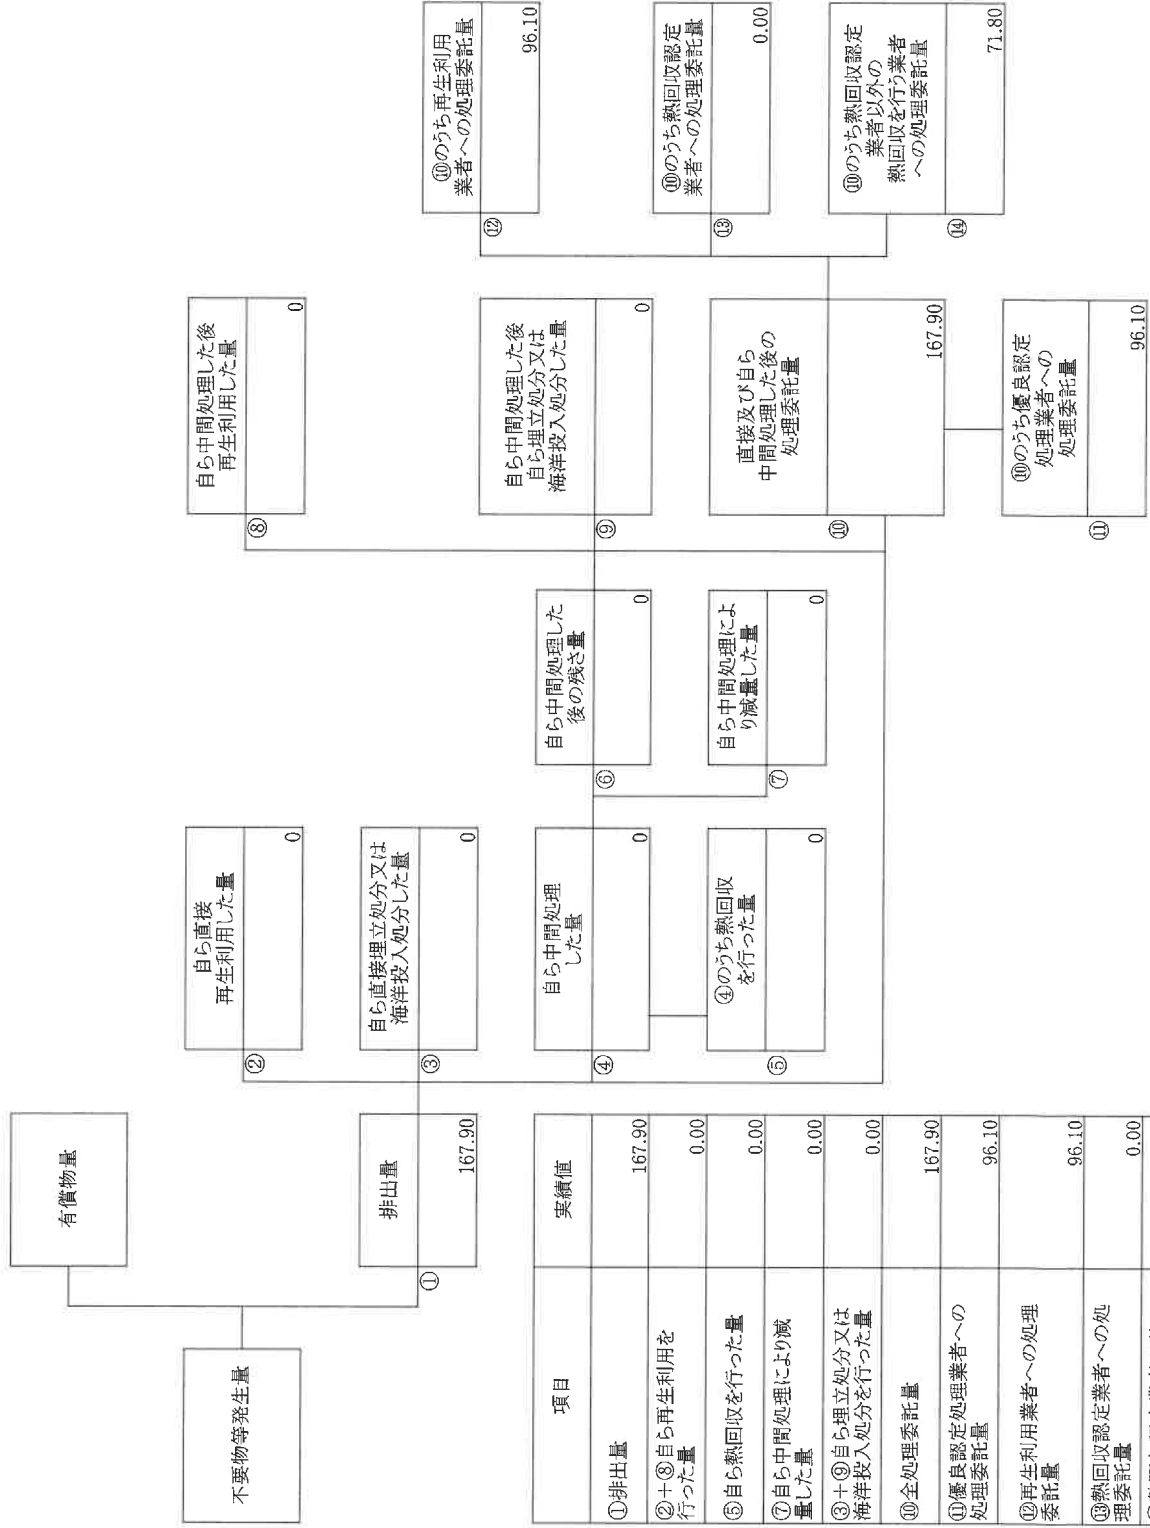 不要物等発生量
有償物量
排出量
①
167.90
自ら直接
再生利用した量
②
0
自ら直接埋立処分又は
海洋投入処分した量
③
0
自ら中間処理
した量
④
0
④のうち熱回収
を行った量
⑤
0
自ら中間処理した
後の残さ量
⑥
0
自ら中間処理によ
り減量した量
⑦
0
自ら中間処理した後
再生利用した量
⑧
0
自ら中間処理した後
自ら埋立処分又は
海洋投入処分した量
⑨
0
直接及び自ら
中間処理した後の
処理委託量
⑩
167.90
⑩のうち優良認定
処理業者への
処理委託量
⑪
96.10
⑩のうち再生利用
業者への処理委託量
⑫
96.10
⑩のうち熱回収認定
業者への処理委託量
⑬
0.00
⑩のうち熱回収認定
業者以外の
熱回収を行う業者
への処理委託量
⑭
71.80
項目 実績値
①排出量 167.90
②+⑧自ら再生利用を
行った量 0.00
⑤自ら熱回収を行った量 0.00
⑦自ら中間処理により減
量した量 0.00
③+⑨自ら埋立処分又は
海洋投入処分を行った量 0.00
⑩全処理委託量 167.90
⑪優良認定処理業者への
処理委託量 96.10
⑫再生利用業者への処理
委託量 96.10
⑬熱回収認定業者への処
理委託量 0.00